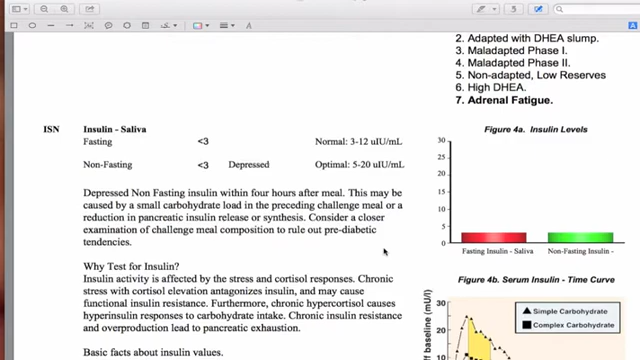 2. Adapted with DHEA slump.
3. Maladapted Phase I.
4. Maladapted Phase II.
5. Non-adapted, Low Reserves
6. High DHEA.
7. Adrenal Fatigue.
ISN Insulin - Saliva
Fasting <3 Normal: 3-12 uIU/mL
Non-Fasting <3 Depressed Optimal: 5-20 uIU/mL
Depressed Non Fasting insulin within four hours after meal. This may be
caused by a small carbohydrate load in the preceding challenge meal or a
reduction in pancreatic insulin release or synthesis. Consider a closer
examination of challenge meal composition to rule out pre-diabetic
tendencies.
Why Test for Insulin?
Insulin activity is affected by the stress and cortisol responses. Chronic
stress with cortisol elevation antagonizes insulin, and may cause
functional insulin resistance. Furthermore, chronic hypercortisol causes
hyperinsulin responses to carbohydrate intake. Chronic insulin resistance
and overproduction lead to pancreatic exhaustion.
Basic facts about insulin values.
Figure 4a. Insulin Levels
30
25
20
15
10
5
0
Fasting Insulin - Saliva Non-Fasting Insulin -
Figure 4b. Serum Insulin - Time Curve
Simple Carbohydrate
Complex Carbohydrate
30
20
10
f baseline (mU/l)